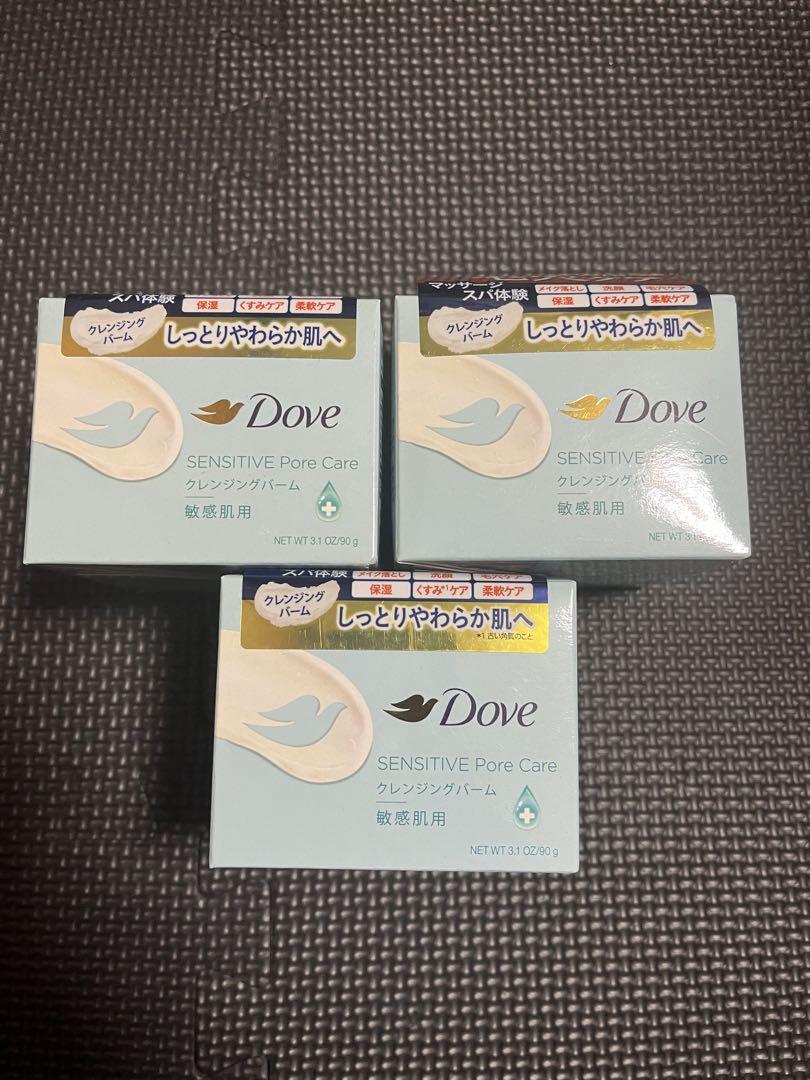 スパ体験
保湿 くすみケア 柔軟ケア
クレンジング
バーム
しっとりやわらか肌へ
Dove
SENSITIVE Pore Care
クレンジングバーム
敏感肌用
NET WT 3.1 OZ/90 g
マッサージ
スパ体験
メイク落とし 洗顔 毛穴ケア
保湿 くすみケア 柔軟ケア
クレンジング
バーム
しっとりやわらか肌へ
Dove
SENSITIVE Pore Care
クレンジングバーム
敏感肌用
NET WT 3.1
スパ体験
メイク落とし 洗顔 毛穴ケア
保湿 くすみ*1ケア 柔軟ケア
クレンジング
バーム
しっとりやわらか肌へ
*1 古い角質のこと
Dove
SENSITIVE Pore Care
クレンジングバーム
敏感肌用
NET WT 3.1 OZ/90 g